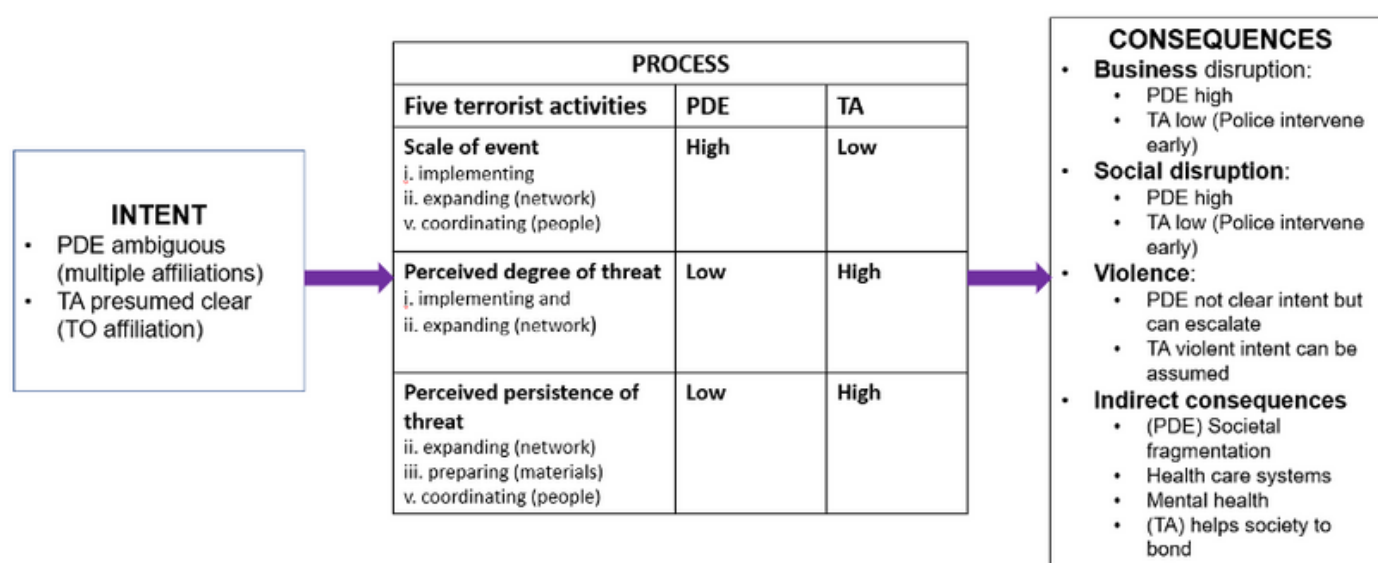 INTENT
• PDE ambiguous
(multiple affiliations)
• TA presumed clear
(TO affiliation)
PROCESS
Five terrorist activities PDE TA
Scale of event High Low
i. implementing
ii. expanding (network)
v. coordinating (people)
Perceived degree of threat Low High
i. implementing and
ii. expanding (network)
Perceived persistence of Low High
threat
ii. expanding (network)
iii. preparing (materials)
v. coordinating (people)
CONSEQUENCES
• Business disruption:
• PDE high
• TA low (Police intervene
early)
• Social disruption:
• PDE high
• TA low (Police intervene
early)
• Violence:
• PDE not clear intent but
can escalate
• TA violent intent can be
assumed
• Indirect consequences
• (PDE) Societal
fragmentation
• Health care systems
• Mental health
• (TA) helps society to
bond